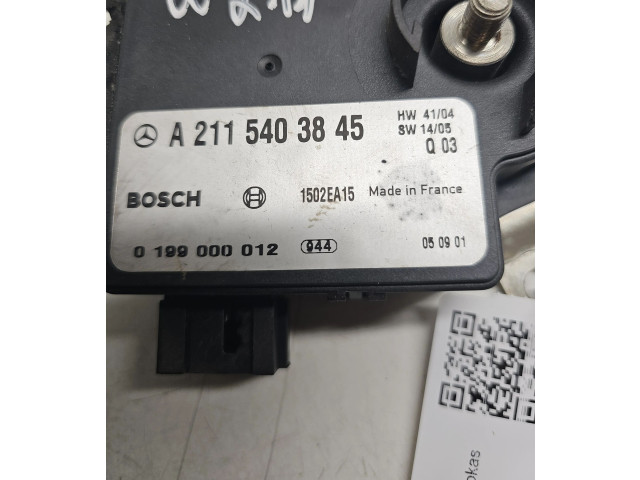 A 211 540 38 45
HW 41/04
SW 14/05
Q 03
BOSCH
1502EA15
Made in France
0 199 000 012
944
05 09 01
okas